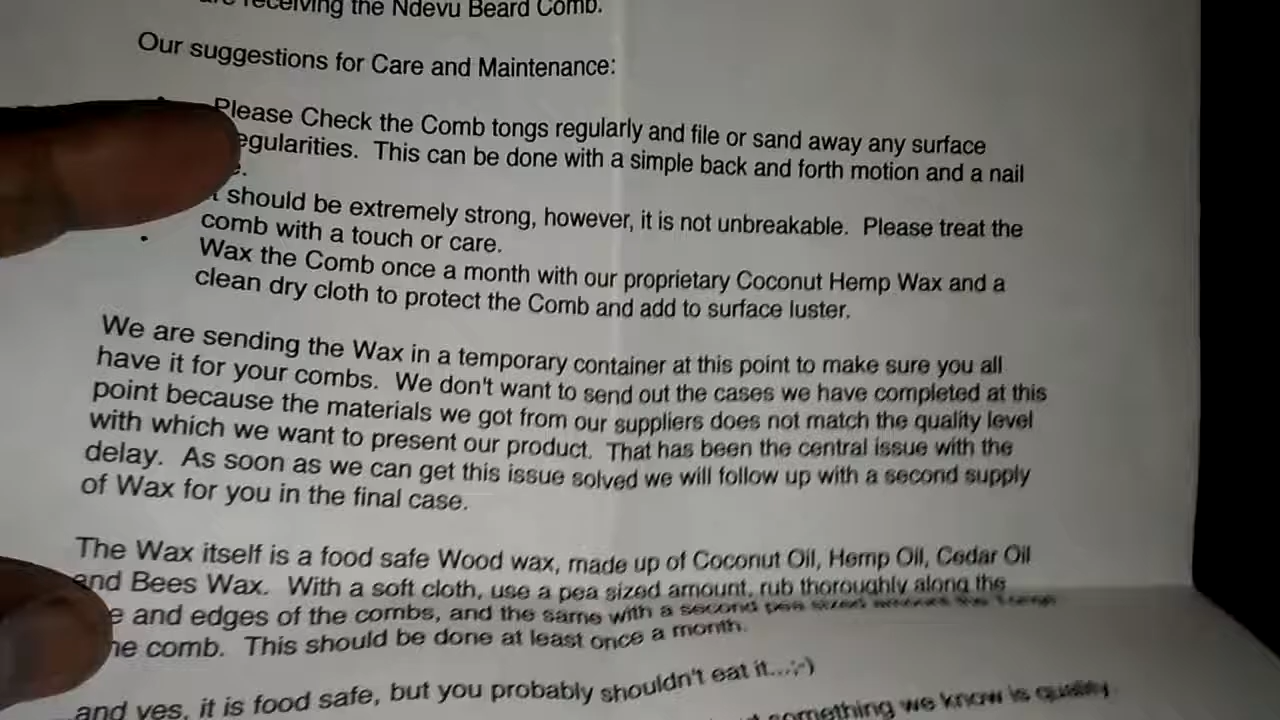 receiving the Ndevu Beard Comb.
Our suggestions for Care and Maintenance:
Please Check the Comb tongs regularly and file or sand away any surface
egularities. This can be done with a simple back and forth motion and a nail
should be extremely strong, however, it is not unbreakable. Please treat the
comb with a touch or care.
Wax the Comb once a month with our proprietary Coconut Hemp Wax and a
clean dry cloth to protect the Comb and add to surface luster.
We are sending the Wax in a temporary container at this point to make sure you all
have it for your combs. We don't want to send out the cases we have completed at this
point because the materials we got from our suppliers does not match the quality level
with which we want to present our product. That has been the central issue with the
delay. As soon as we can get this issue solved we will follow up with a second supply
of Wax for you in the final case.
The Wax itself is a food safe Wood wax, made up of Coconut Oil, Hemp Oil, Cedar Oil
and Bees Wax. With a soft cloth, use a pea sized amount, rub thoroughly along the
e and edges of the combs, and the same with a second pea sized amount
he comb. This should be done at least once a month.
and yes, it is food safe, but you probably shouldn't eat it...;-)
something we know is quality